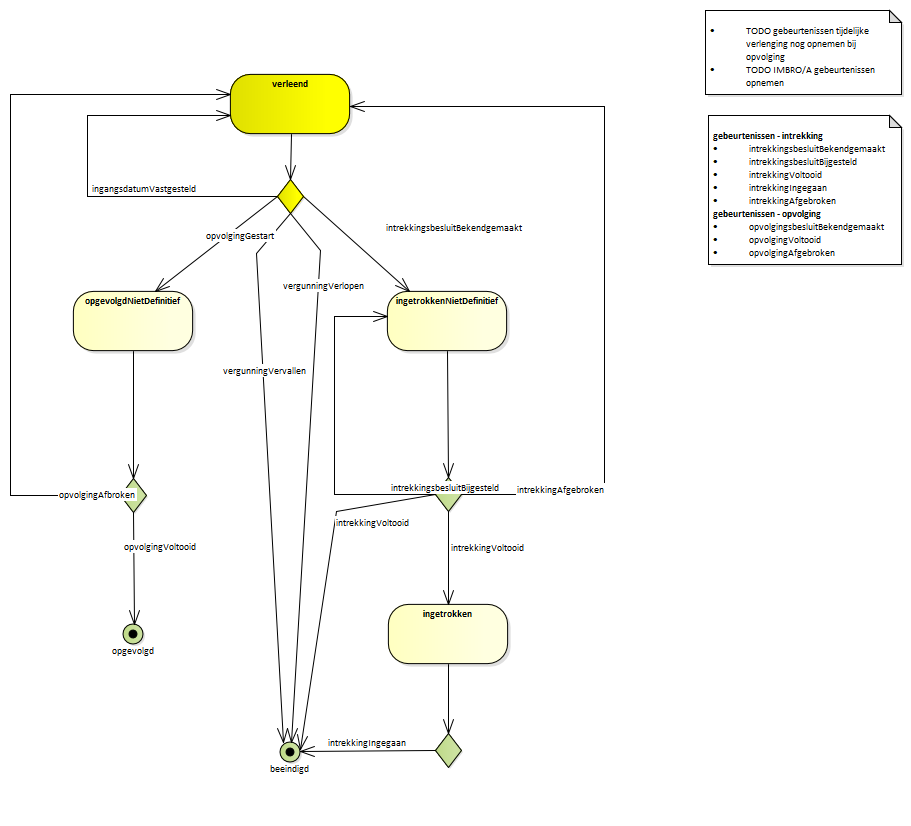 verleend
ingangsdatumVastgesteld
opvolgingGestart
intrekkingsbesluitBekendgemaakt
vergunningVerlopen
opgevolgdNietDefinitief
ingetrokkenNietDefinitief
vergunningVervallen
opvolgingAfbroken
intrekkingsbesluitBijgesteld
intrekkingAfgebroken
intrekkingVoltooid
opvolgingVoltooid
intrekkingVoltooid
ingetrokken
opgevolgd
intrekkingIngegaan
beeindigd
• TODO gebeurtenissen tijdelijke
verlenging nog opnemen bij
opvolging
• TODO IMBRO/A gebeurtenissen
opnemen
gebeurtenissen - intrekking
• intrekkingsbesluitBekendgemaakt
• intrekkingsbesluitBijgesteld
• intrekkingVoltooid
• intrekkingIngegaan
• intrekkingAfgebroken
gebeurtenissen - opvolging
• opvolgingsbesluitBekendgemaakt
• opvolgingVoltooid
• opvolgingAfgebroken